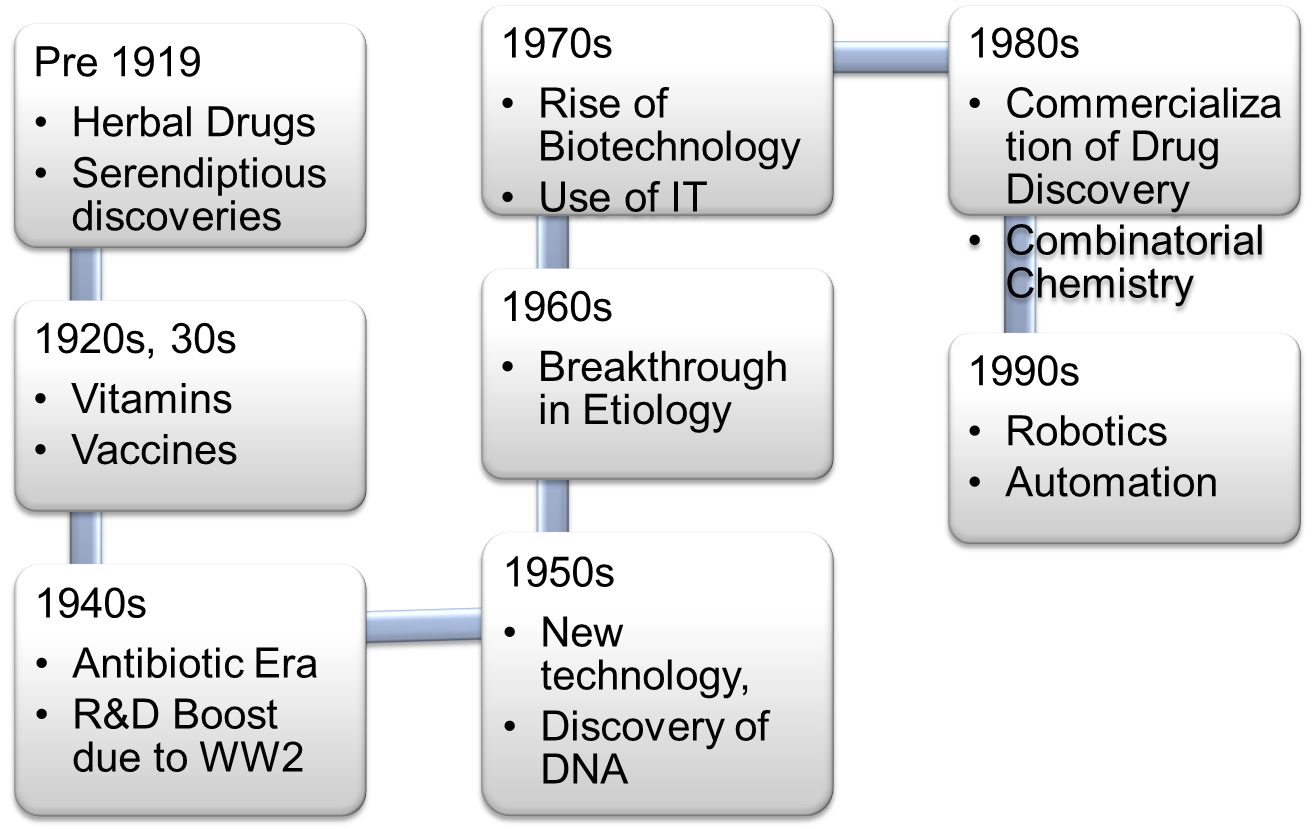 Pre 1919
• Herbal Drugs
• Serendiptious
discoveries
1920s, 30s
• Vitamins
• Vaccines
1940s
• Antibiotic Era
• R&D Boost
due to WW2
1950s
• New
technology,
• Discovery of
DNA
1960s
• Breakthrough
in Etiology
1970s
• Rise of
Biotechnology
• Use of IT
1980s
• Commercializa
tion of Drug
Discovery
• Combinatorial
Chemistry
1990s
• Robotics
• Automation